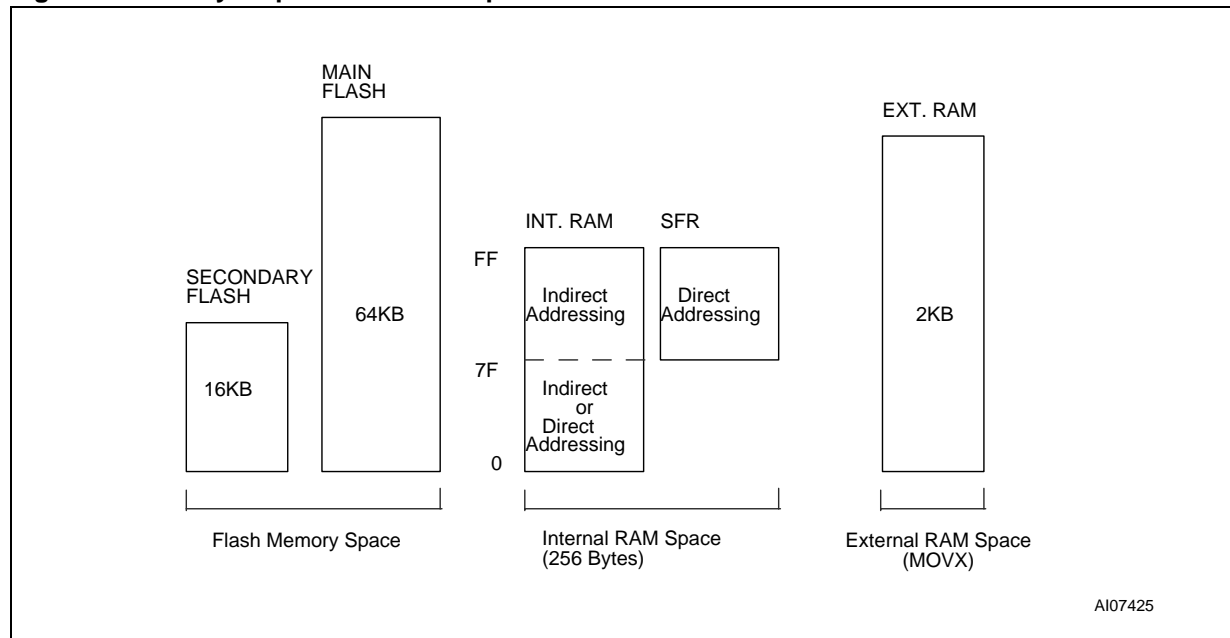 MAIN
FLASH
EXT. RAM
INT. RAM
SFR
FF
SECONDARY
FLASH
Indirect
Addressing
Direct
Addressing
64KB
2KB
7F
16KB
Indirect
or
Direct
Addressing
0
Flash Memory Space
Internal RAM Space
(256 Bytes)
External RAM Space
(MOVX)
AI07425